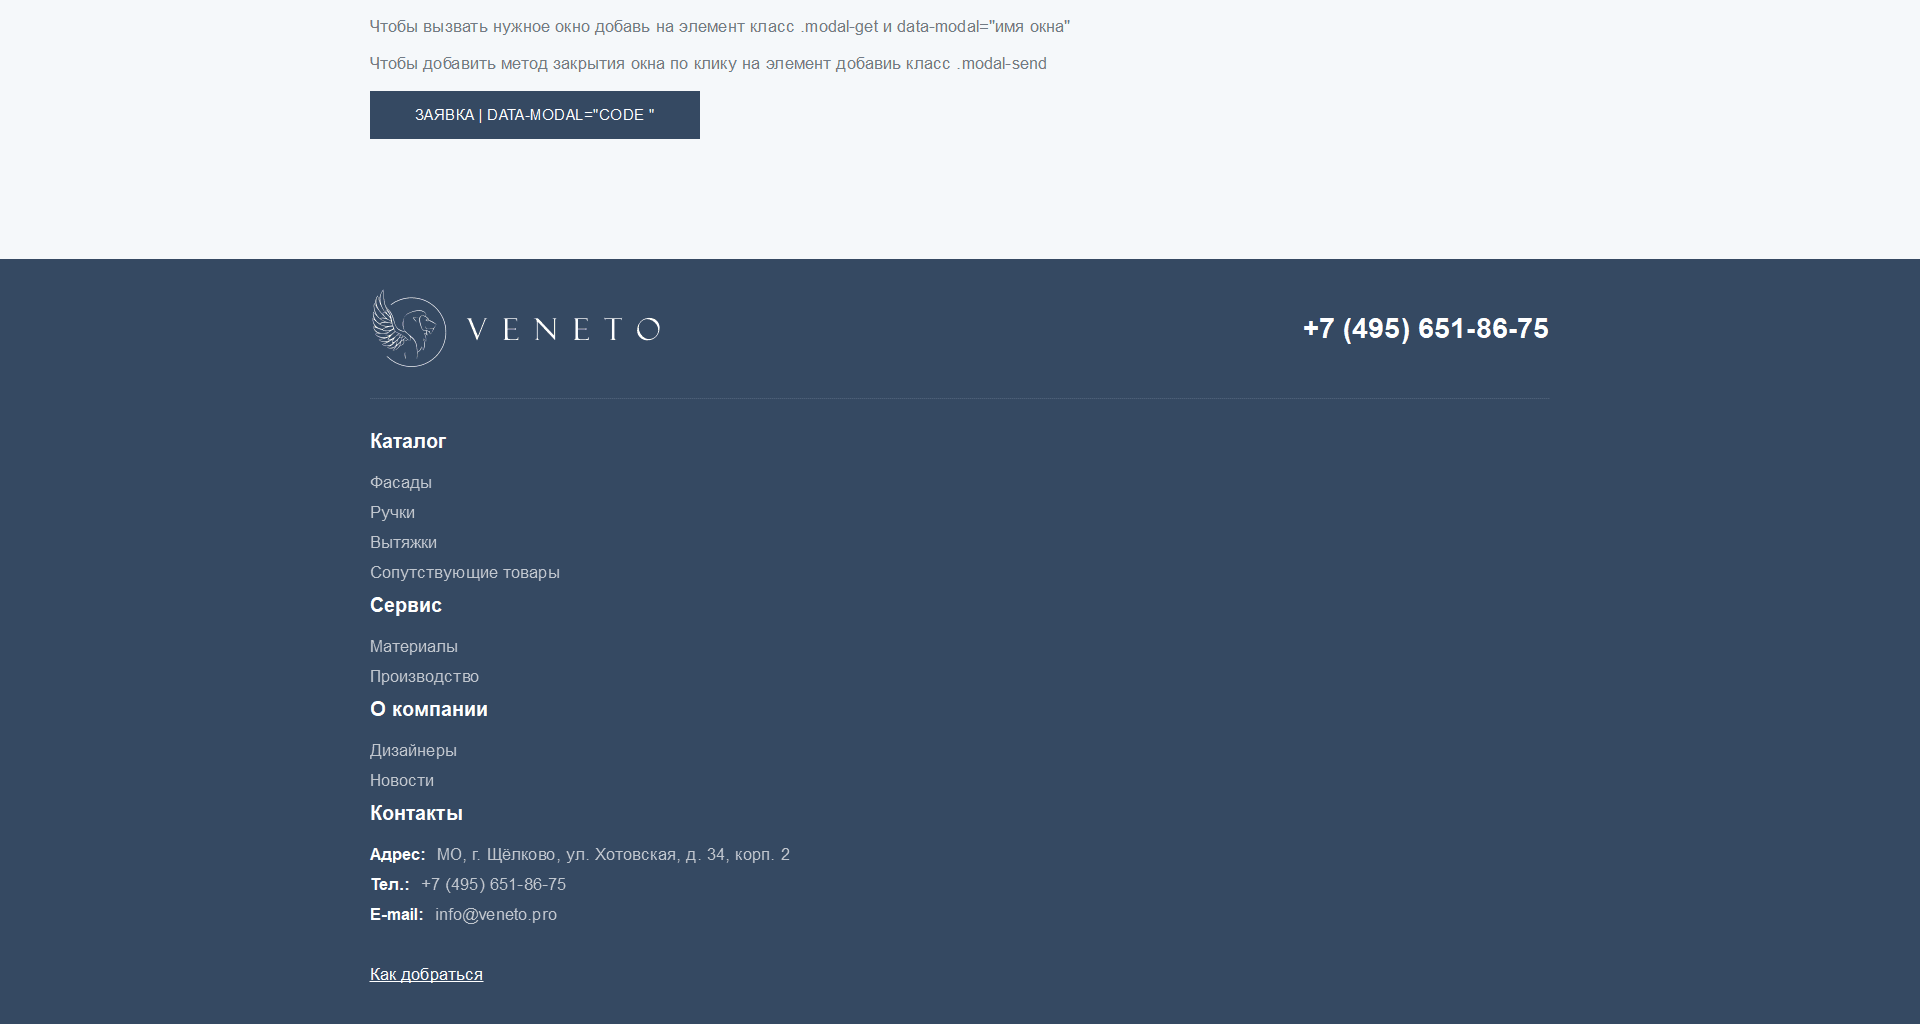 Чтобы вызвать нужное окно добавь на элемент класс .modal-get и data-modal="имя окна"
Чтобы добавить метод закрытия окна по клику на элемент добавиь класс .modal-send
ЗАЯВКА | DATA-MODAL="CODE "
VENETO
+7 (495) 651-86-75
Каталог
Фасады
Ручки
Вытяжки
Сопутствующие товары
Сервис
Материалы
Производство
О компании
Дизайнеры
Новости
Контакты
Адрес: МО, г. Щёлково, ул. Хотовская, д. 34, корп. 2
Тел.: +7 (495) 651-86-75
E-mail: info@veneto.pro
Как добраться